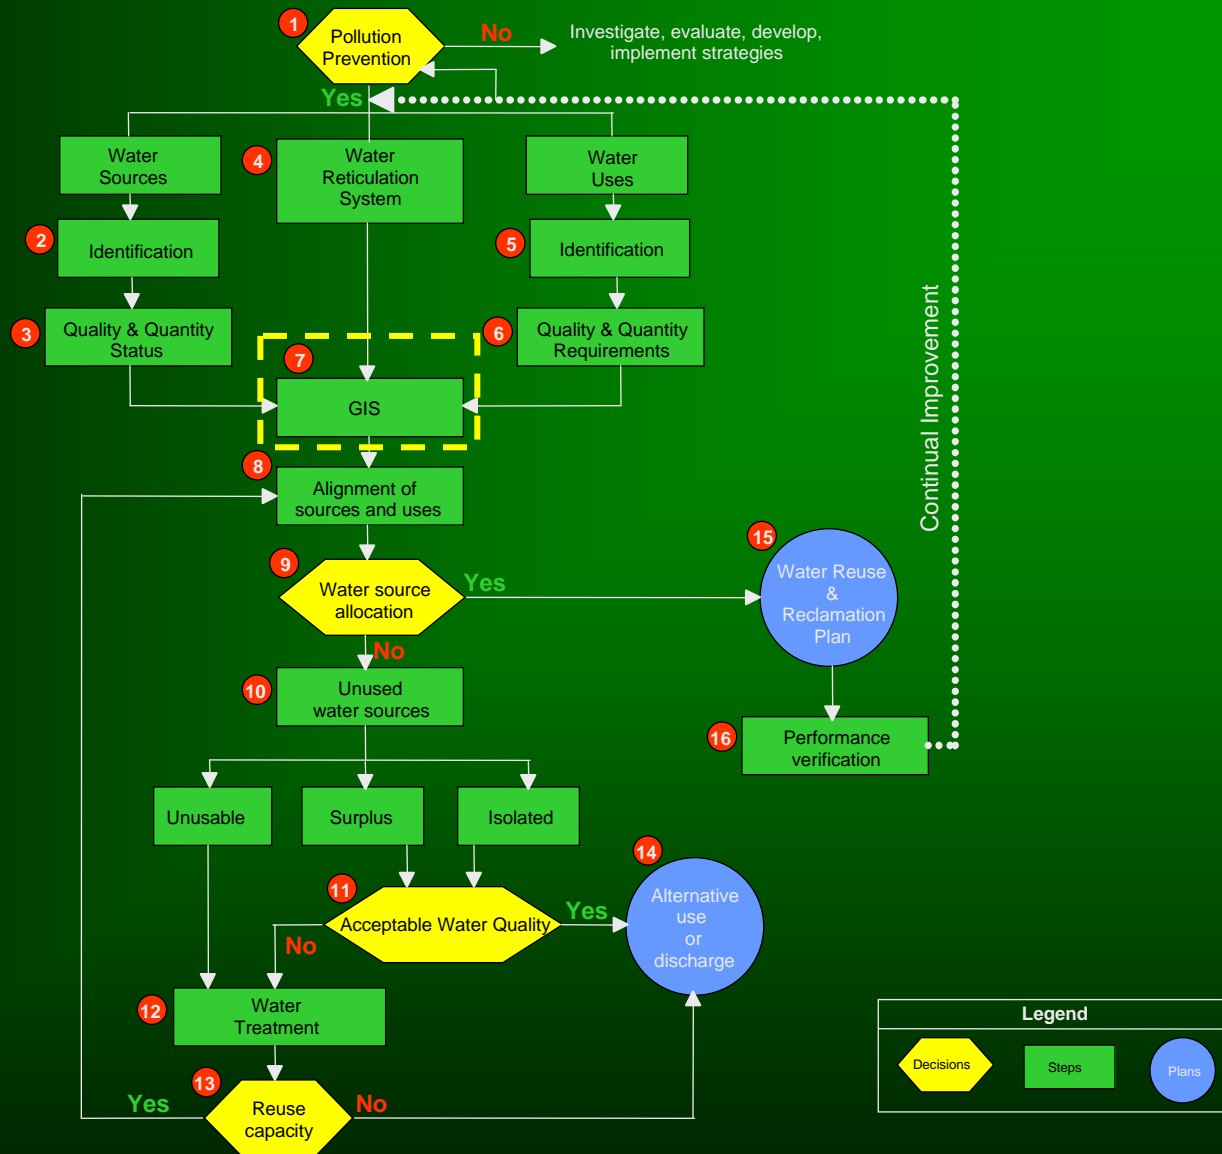 1
Pollution
Prevention
No
Investigate, evaluate, develop,
implement strategies
Yes
Water
Sources
4
Water
Reticulation
System
Water
Uses
2
Identification
5
Identification
3
Quality & Quantity
Status
6
Quality & Quantity
Requirements
7
GIS
Continual Improvement
8
Alignment of
sources and uses
9
Water source
allocation
Yes
15
Water Reuse
&
Reclamation
Plan
No
10
Unused
water sources
16
Performance
verification
Unusable
Surplus
Isolated
11
Acceptable Water Quality
Yes
14
Alternative
use
or
discharge
No
12
Water
Treatment
13
Reuse
capacity
Yes
No
Legend
Decisions
Steps
Plans